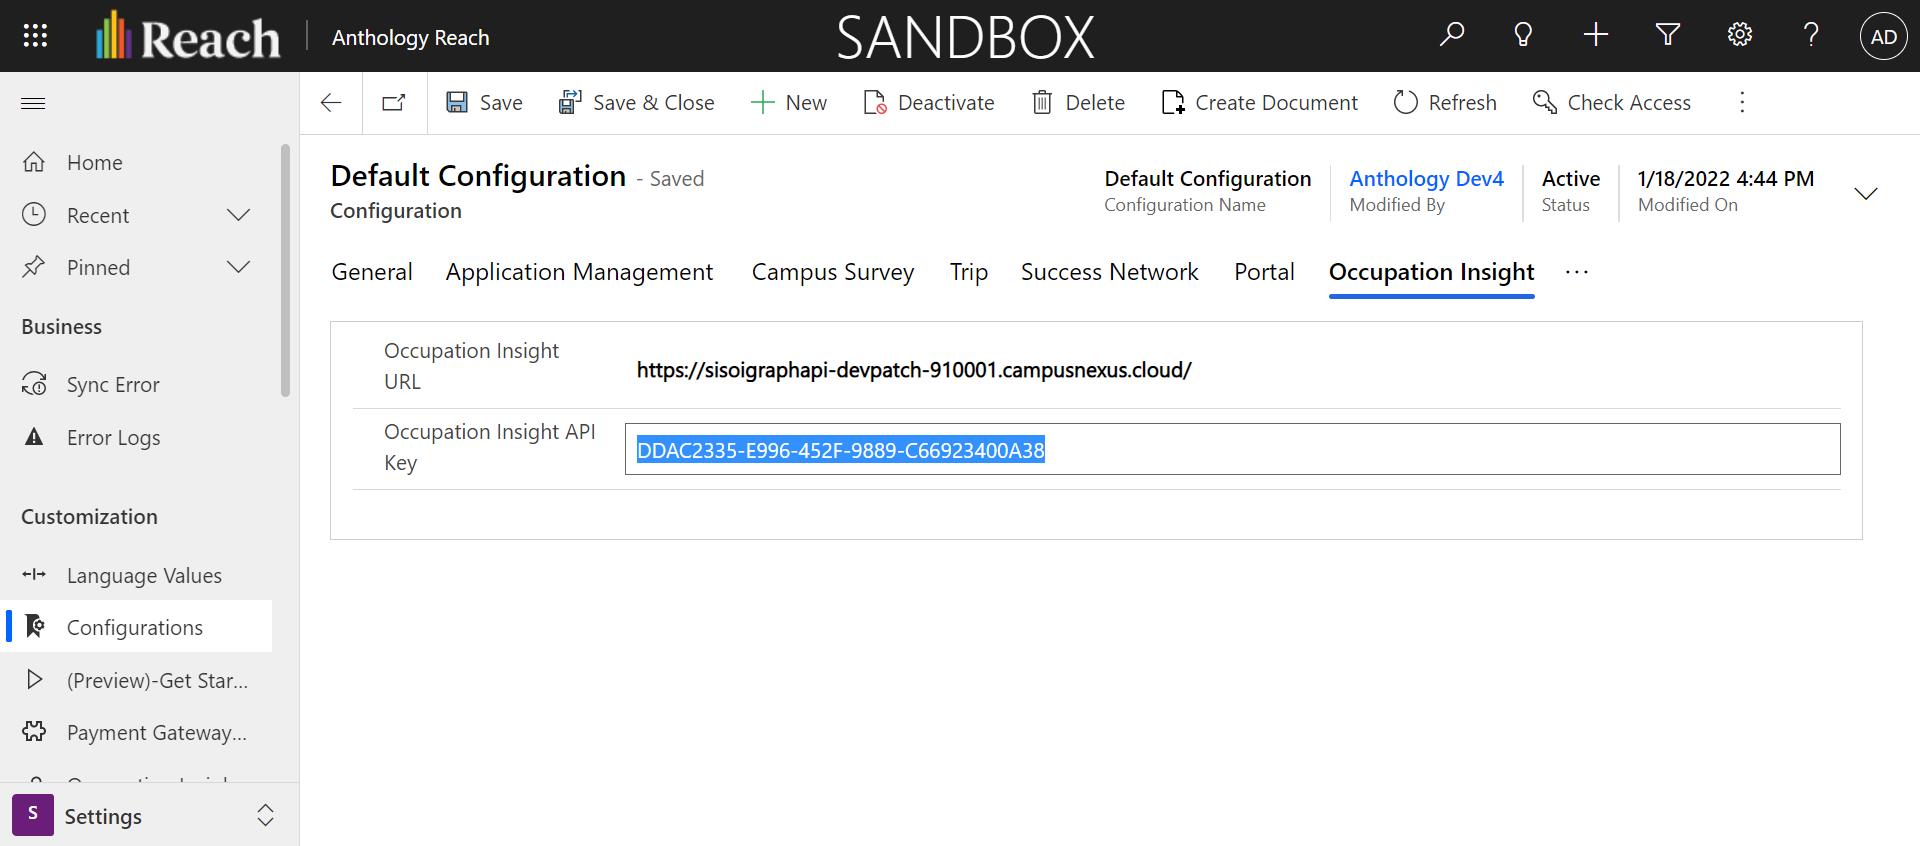 Reach
Anthology Reach
SANDBOX
AD
Save
Save & Close
New
Deactivate
Delete
Create Document
Refresh
Check Access
Home
Recent
Pinned
Business
Sync Error
Error Logs
Customization
Language Values
Configurations
(Preview)-Get Star...
Payment Gateway...
S
Settings
Default Configuration - Saved
Configuration
Default Configuration
Configuration Name
Anthology Dev4
Modified By
Active
Status
1/18/2022 4:44 PM
Modified On
General
Application Management
Campus Survey
Trip
Success Network
Portal
Occupation Insight
Occupation Insight
URL
https://sisoigraphapi-devpatch-910001.campusnexus.cloud/
Occupation Insight API
Key
DDAC2335-E996-452F-9889-C66923400A38